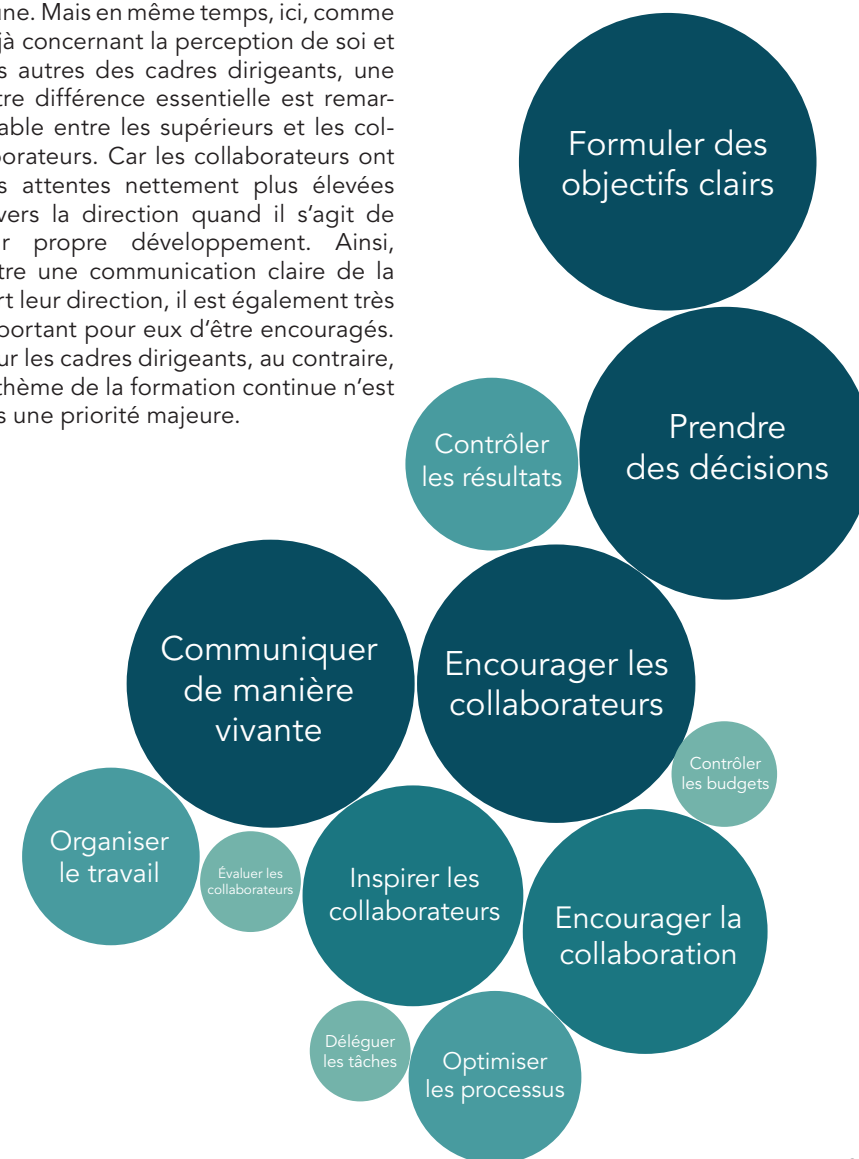 une. Mais en même temps, ici, comme
jà concernant la perception de soi et
s autres des cadres dirigeants, une
tre différence essentielle est remar-
able entre les supérieurs et les col-
orateurs. Car les collaborateurs ont
s attentes nettement plus élevées
vers la direction quand il s'agit de
r propre développement. Ainsi,
tre une communication claire de la
rt leur direction, il est également très
portant pour eux d'être encouragés.
ur les cadres dirigeants, au contraire,
thème de la formation continue n'est
s une priorité majeure.
Formuler des
objectifs clairs
Prendre
des décisions
Contrôler
les résultats
Communiquer
de manière
vivante
Encourager les
collaborateurs
Contrôler
les budgets
Organiser
le travail
Évaluer les
collaborateurs
Inspirer les
collaborateurs
Encourager la
collaboration
Déléguer
les tâches
Optimiser
les processus